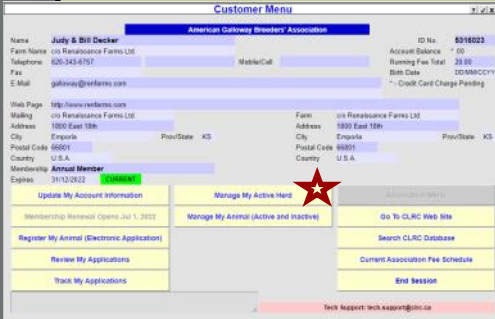 Customer Menu
American Galloway Breeders' Association
Name Judy & Bill Decker ID No. 5316023
Farm Name c/o Renaissance Farms Ltd. Account Balance * .00
Telephone 620-343-6757 Mobile/Cell Running Fee Total 20.00
Fax Birth Date DD/MM/CCYY
E-Mail galloway@renfarms.com * - Credit Card Charge Pending
Web Page http://www.renfarms.com
Mailing c/o Renaissance Farms Ltd. Farm c/o Renaissance Farms Ltd.
Address 1800 East 18th Address 1800 East 18th
City Emporia Prov/State KS City Emporia Prov/State KS
Postal Code 66801 Postal Code 66801
Country U.S.A. Country U.S.A.
Membership Annual Member
Expires 31/12/2022 CURRENT
Update My Account Information Manage My Active Herd Association Menu
Membership Renewal Opens Jul 1, 2022 Manage My Animal (Active and Inactive) Go To CLRC Web Site
Register My Animal (Electronic Application) Search CLRC Database
Review My Applications Current Association Fee Schedule
Track My Applications End Session
Tech Support: tech.support@clrc.ca